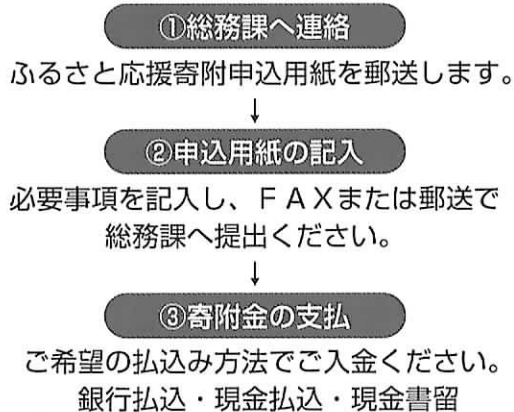 ①総務課へ連絡
ふるさと応援寄附申込用紙を郵送します。
↓
②申込用紙の記入
必要事項を記入し、ＦＡＸまたは郵送で
総務課へ提出ください。
↓
③寄附金の支払
ご希望の払込み方法でご入金ください。
銀行払込・現金払込・現金書留